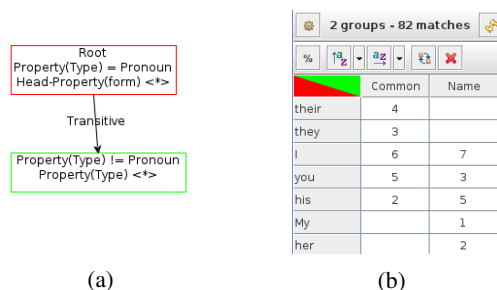 Root
Property(Type) = Pronoun
Head-Property(form) <*>
Transitive
Property(Type) != Pronoun
Property(Type) <*>
(a)
2 groups - 82 matches
%
Common Name
their 4
they 3
I 6 7
you 5 3
his 2 5
My 1
her 2
(b)